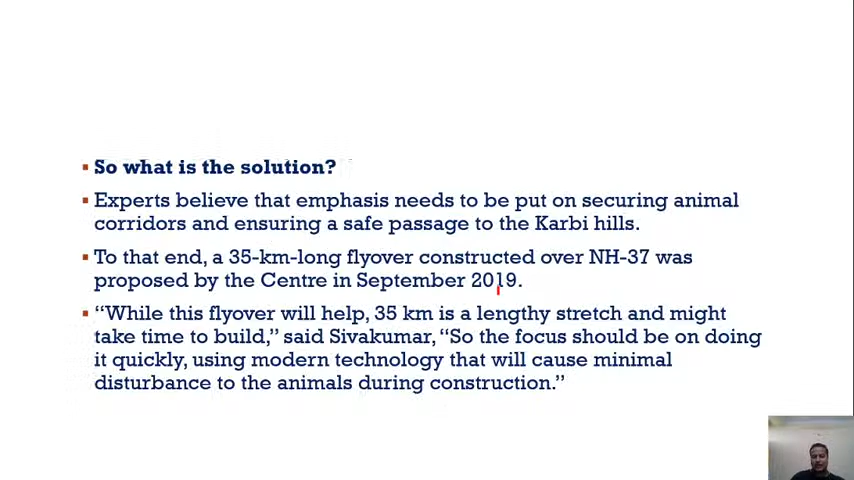 So what is the solution?
Experts believe that emphasis needs to be put on securing animal
corridors and ensuring a safe passage to the Karbi hills.
To that end, a 35-km-long flyover constructed over NH-37 was
proposed by the Centre in September 2019.
“While this flyover will help, 35 km is a lengthy stretch and might
take time to build,” said Sivakumar, “So the focus should be on doing
it quickly, using modern technology that will cause minimal
disturbance to the animals during construction.”